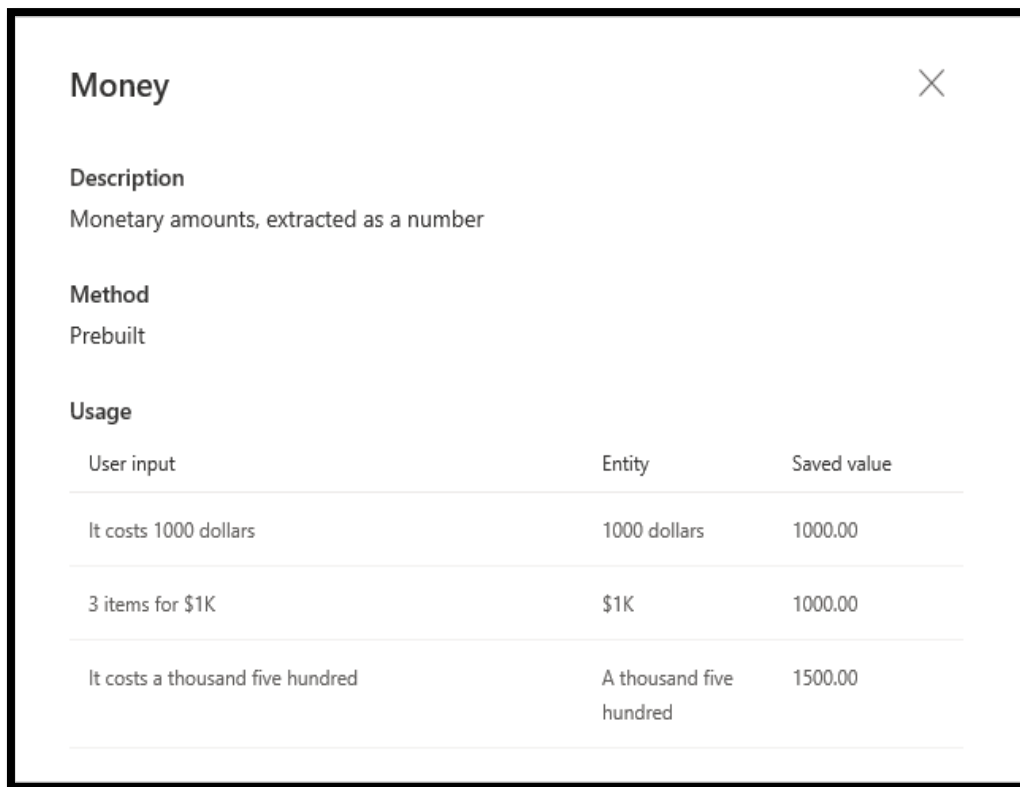 Money
Description
Monetary amounts, extracted as a number
Method
Prebuilt
Usage
User input Entity Saved value
It costs 1000 dollars 1000 dollars 1000.00
3 items for $1K $1K 1000.00
It costs a thousand five hundred A thousand five 1500.00
hundred